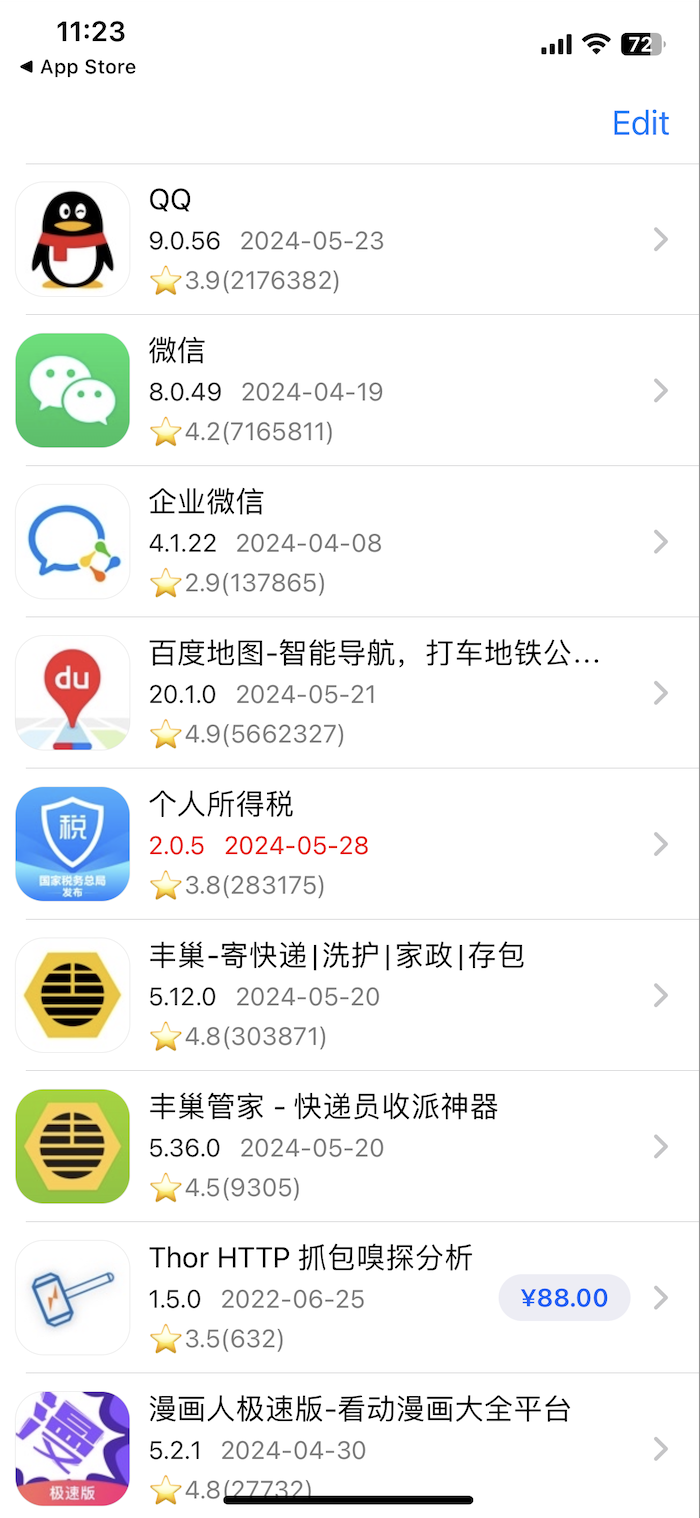 11:23
72
◀ App Store
Edit
QQ
9.0.56 2024-05-23
⭐3.9(2176382)
微信
8.0.49 2024-04-19
⭐4.2(7165811)
企业微信
4.1.22 2024-04-08
⭐2.9(137865)
百度地图-智能导航，打车地铁公...
du
20.1.0 2024-05-21
⭐4.9(5662327)
个人所得税
税
2.0.5 2024-05-28
国家税务总局
发布
⭐3.8(283175)
丰巢-寄快递|洗护|家政|存包
5.12.0 2024-05-20
⭐4.8(303871)
丰巢管家 - 快递员收派神器
5.36.0 2024-05-20
⭐4.5(9305)
Thor HTTP 抓包嗅探分析
1.5.0 2022-06-25
¥88.00
⭐3.5(632)
漫画人极速版-看动漫画大全平台
漫
5.2.1 2024-04-30
极速版
⭐4.8(27732)